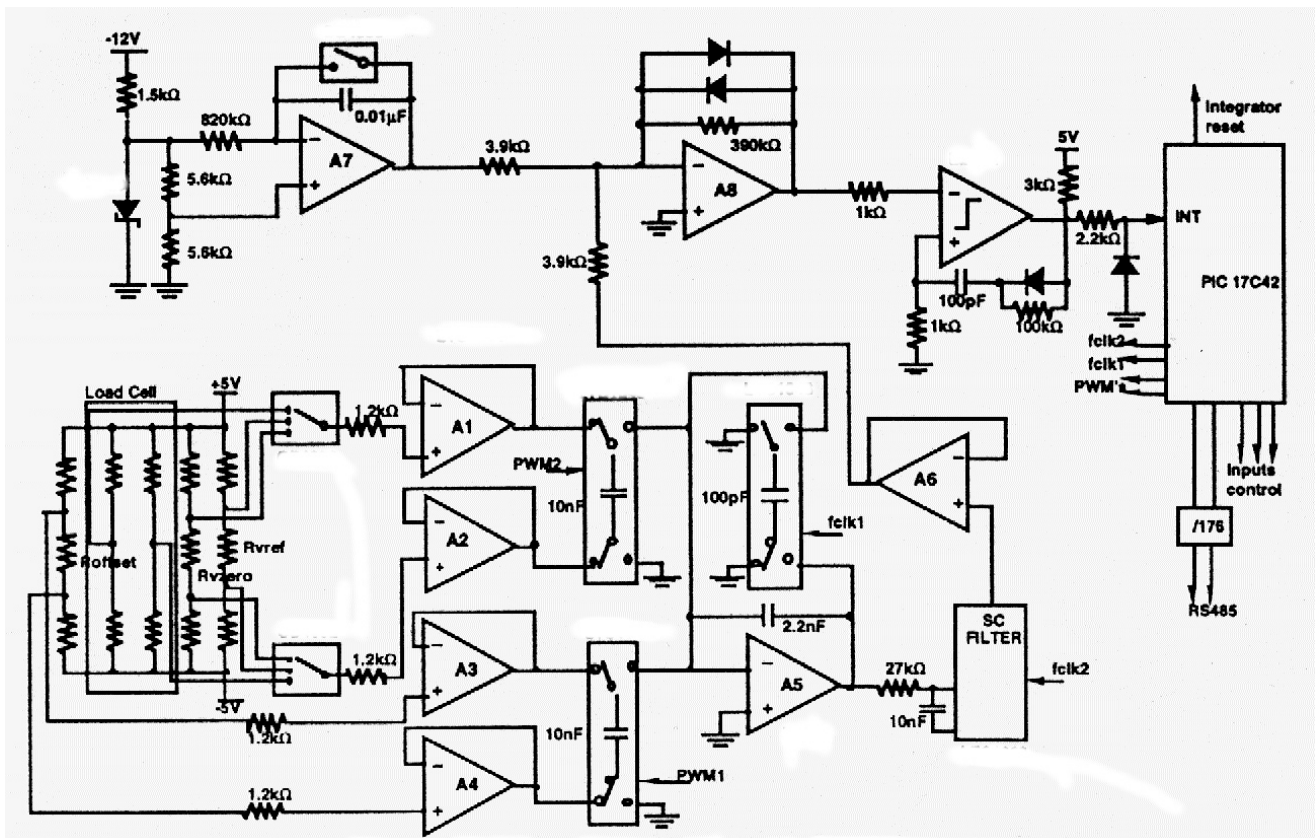 -12V
1.5kΩ
820kΩ
5.6kΩ
5.6kΩ
0.01µF
A7
3.9kΩ
390kΩ
A8
3.9kΩ
1kΩ
5V
3kΩ
2.2kΩ
100pF
100kΩ
1kΩ
Integrator
reset
INT
PIC 17C42
fclk2
fclk1
PWM's
Inputs
control
/176
RS485
Load Cell
+5V
1.2kΩ
A1
PWM2
10nF
A2
Roffset
Rvref
Rvzero
100pF
fclk1
A6
-5V
1.2kΩ
A3
1.2kΩ
10nF
2.2nF
A5
27kΩ
10nF
SC
FILTER
fclk2
A4
1.2kΩ
PWM1